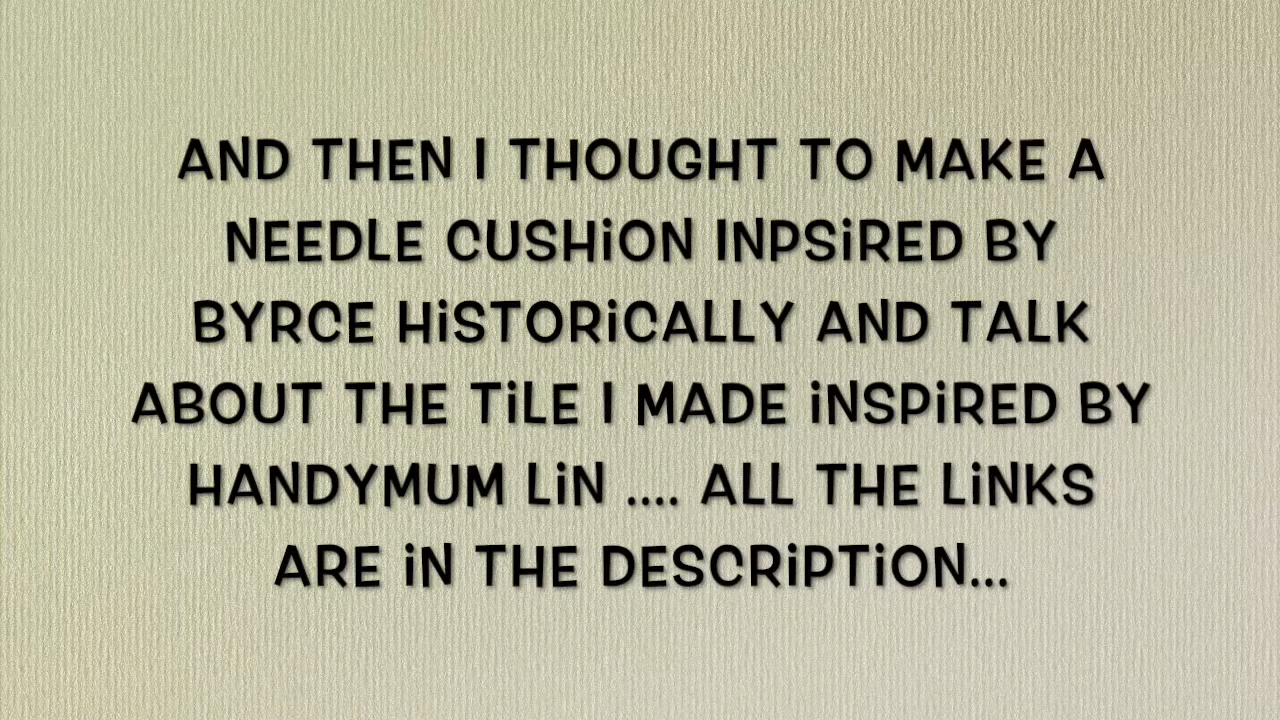 AND THEN I THOUGHT TO MAKE A
NEEDLE CUSHiON INPSiRED BY
BYRCE HiSTORiCALLY AND TALK
ABOUT THE TiLE I MADE iNSPiRED BY
HANDYMUM LiN .... ALL THE LiNKS
ARE iN THE DESCRiPTiON...